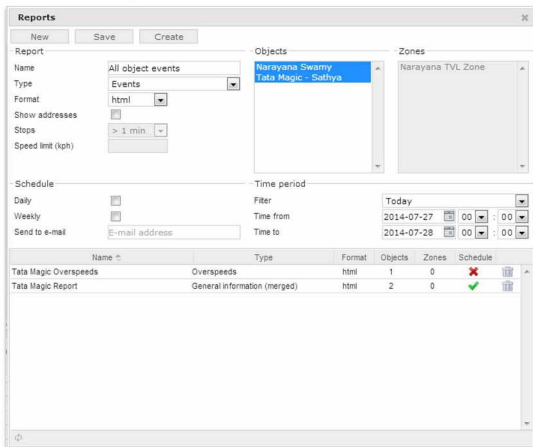 Reports
New Save Create
Report Objects Zones
Name All object events Narayana Swamy Narayana TVL Zone
Type Events Tata Magic - Sathya
Format html
Show addresses
Stops > 1 min
Speed limit (kph)
Schedule Time period
Daily Filter Today
Weekly Time from 2014-07-27 00 : 00
Send to e-mail E-mail address Time to 2014-07-28 00 : 00
Name Type Format Objects Zones Schedule
Tata Magic Overspeeds Overspeeds html 1 0
Tata Magic Report General information (merged) html 2 0